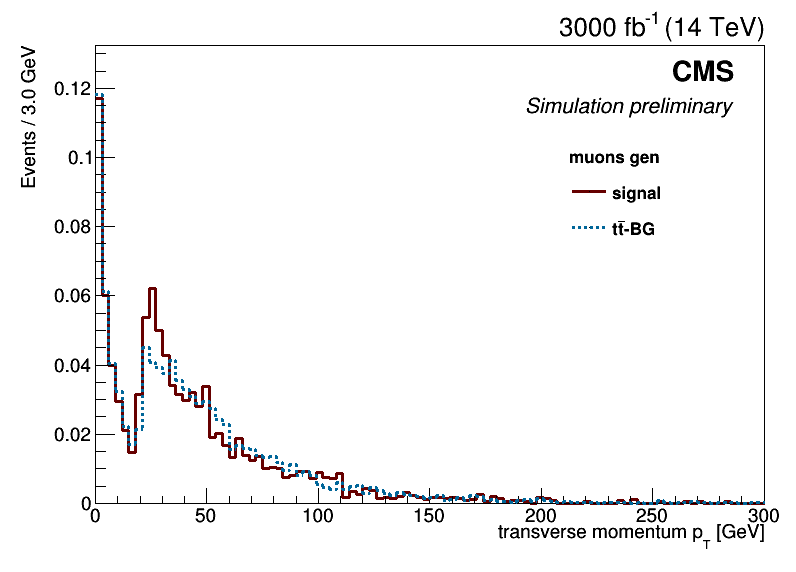 3000 fb⁻¹ (14 TeV)
CMS
Simulation preliminary
muons gen
signal
tt̄-BG
Events / 3.0 GeV
0.12
0.1
0.08
0.06
0.04
0.02
0
0 50 100 150 200 250 300
transverse momentum p_T [GeV]